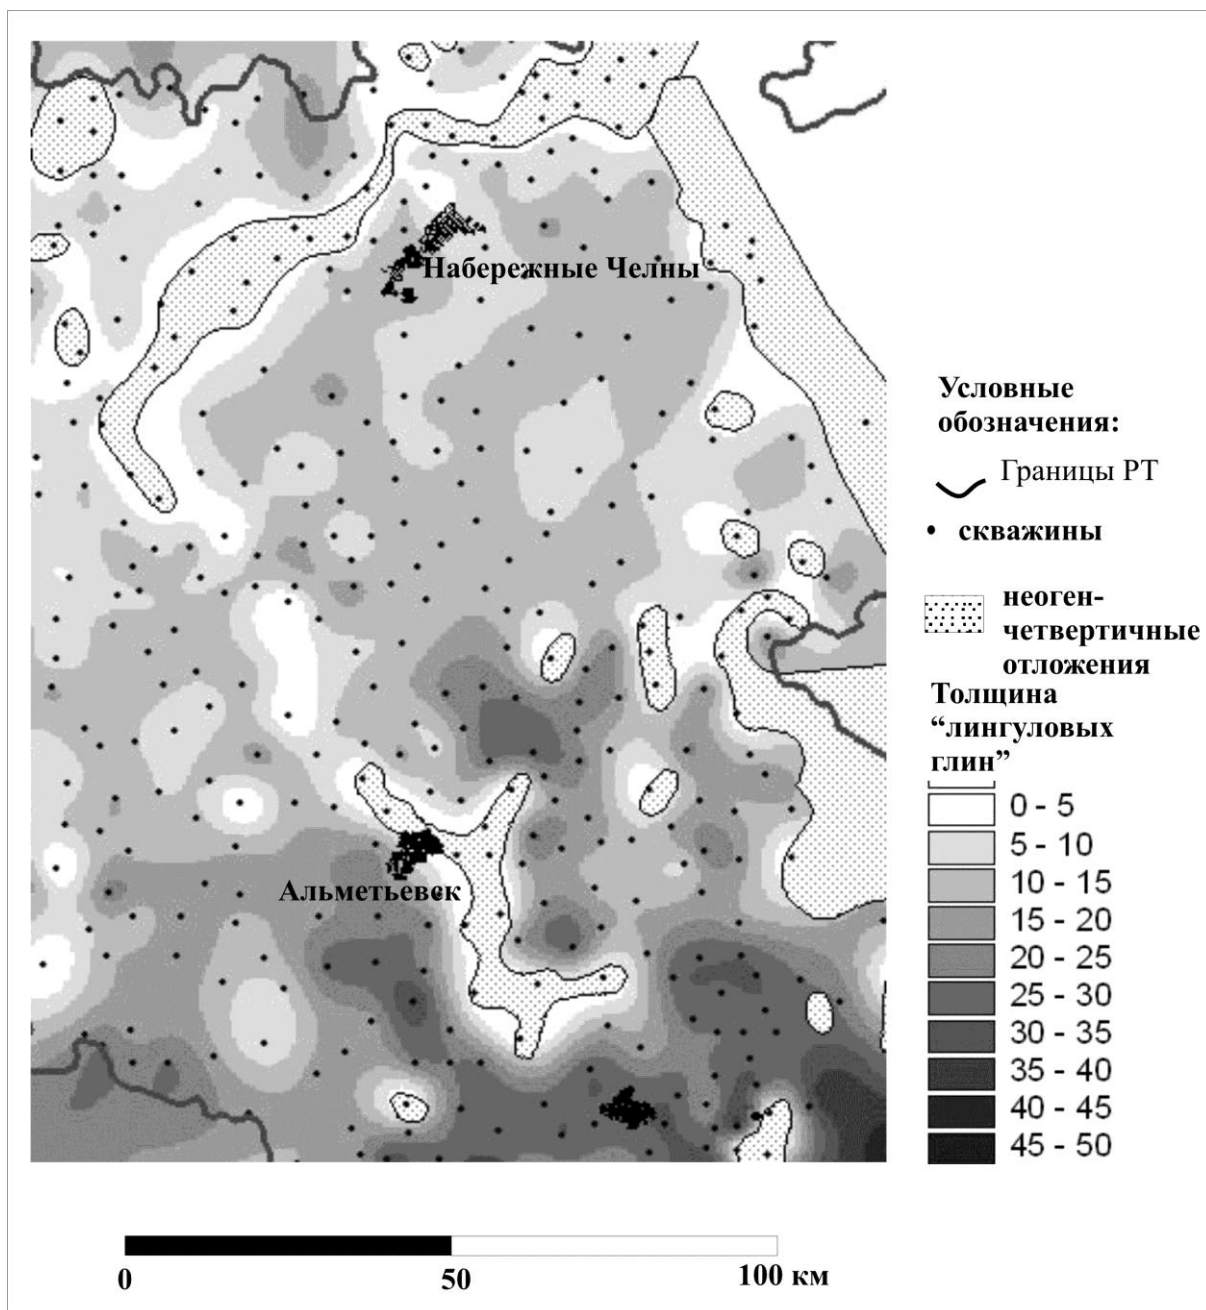 Набережные Челны
Альметьевск
Условные
обозначения:
Границы РТ
скважины
неоген-
четвертичные
отложения
Толщина
“лингуловых
глин”
0 - 5
5 - 10
10 - 15
15 - 20
20 - 25
25 - 30
30 - 35
35 - 40
40 - 45
45 - 50
0 50 100 км